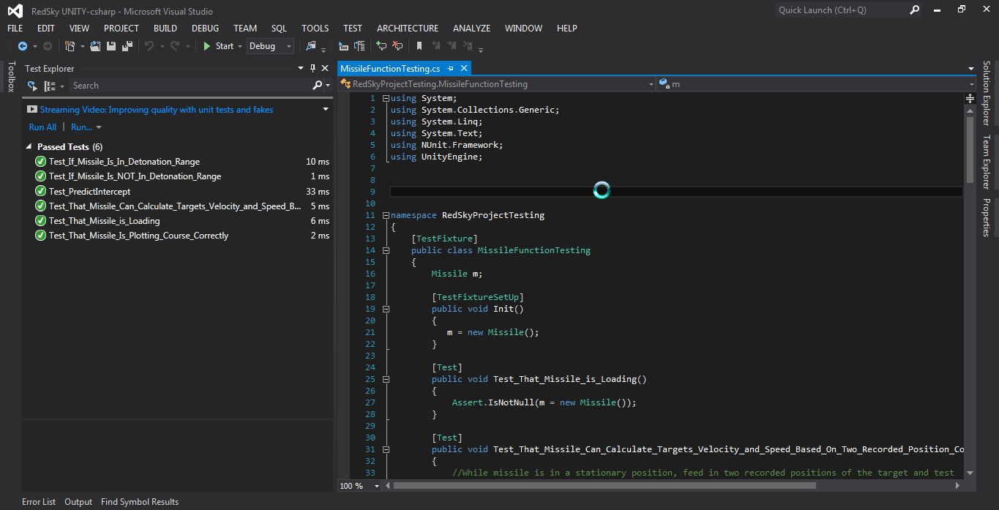 RedSky UNITY-csharp - Microsoft Visual Studio
Quick Launch (Ctrl+Q)
FILE EDIT VIEW PROJECT BUILD DEBUG TEAM SQL TOOLS TEST ARCHITECTURE ANALYZE WINDOW HELP
Start Debug
Toolbox
Test Explorer
Search
Streaming Video: Improving quality with unit tests and fakes
Run All | Run...
Passed Tests (6)
Test_If_Missile_Is_In_Detonation_Range 10 ms
Test_If_Missile_Is_NOT_In_Detonation_Range 1 ms
Test_PredictIntercept 33 ms
Test_That_Missile_Can_Calculate_Targets_Velocity_and_Speed_B... 5 ms
Test_That_Missile_is_Loading 6 ms
Test_That_Missile_Is_Plotting_Course_Correctly 2 ms
MissileFunctionTesting.cs
RedSkyProjectTesting.MissileFunctionTesting m
1 using System;
2 using System.Collections.Generic;
3 using System.Linq;
4 using System.Text;
5 using NUnit.Framework;
6 using UnityEngine;
7
8
9
10
11 namespace RedSkyProjectTesting
12 {
13 [TestFixture]
14 public class MissileFunctionTesting
15 {
16 Missile m;
17
18 [TestFixtureSetUp]
19 public void Init()
20 {
21 m = new Missile();
22 }
23
24 [Test]
25 public void Test_That_Missile_is_Loading()
26 {
27 Assert.IsNotNull(m = new Missile());
28 }
29
30 [Test]
31 public void Test_That_Missile_Can_Calculate_Targets_Velocity_and_Speed_Based_On_Two_Recorded_Position_Co
32 {
33 //While missile is in a stationary position, feed in two recorded positions of the target and test
100 %
Solution Explorer
Team Explorer
Properties
Error List Output Find Symbol Results